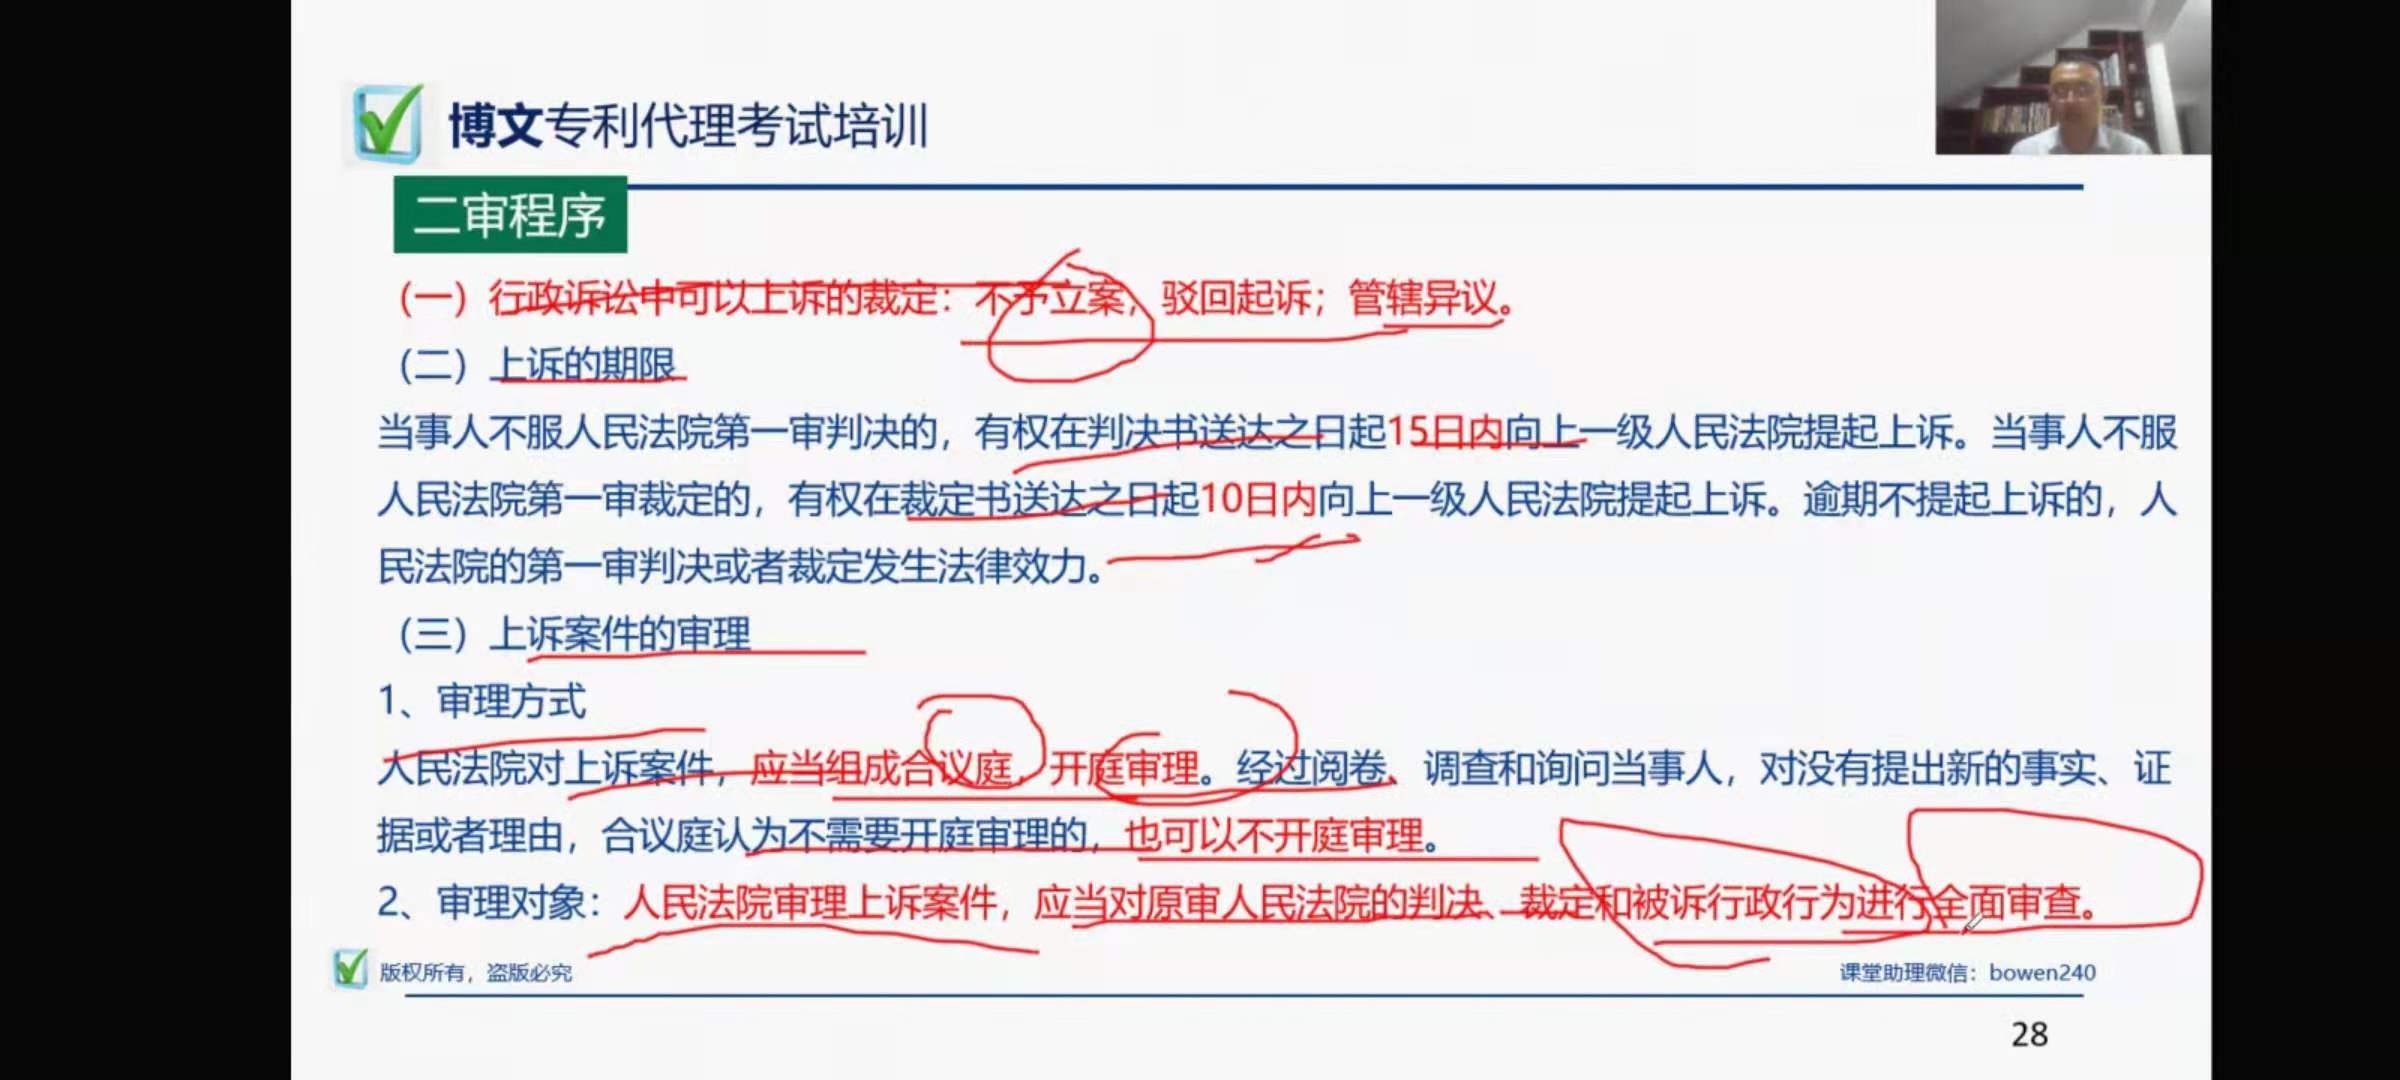 博文专利代理考试培训
二审程序
（一）行政诉讼中可以上诉的裁定：不予立案，驳回起诉；管辖异议。
（二）上诉的期限
当事人不服人民法院第一审判决的，有权在判决书送达之日起15日内向上一级人民法院提起上诉。当事人不服
人民法院第一审裁定的，有权在裁定书送达之日起10日内向上一级人民法院提起上诉。逾期不提起上诉的，人
民法院的第一审判决或者裁定发生法律效力。
（三）上诉案件的审理
1、审理方式
人民法院对上诉案件，应当组成合议庭，开庭审理。经过阅卷、调查和询问当事人，对没有提出新的事实、证
据或者理由，合议庭认为不需要开庭审理的，也可以不开庭审理。
2、审理对象：人民法院审理上诉案件，应当对原审人民法院的判决、裁定和被诉行政行为进行全面审查。
版权所有，盗版必究
课堂助理微信：bowen240
28